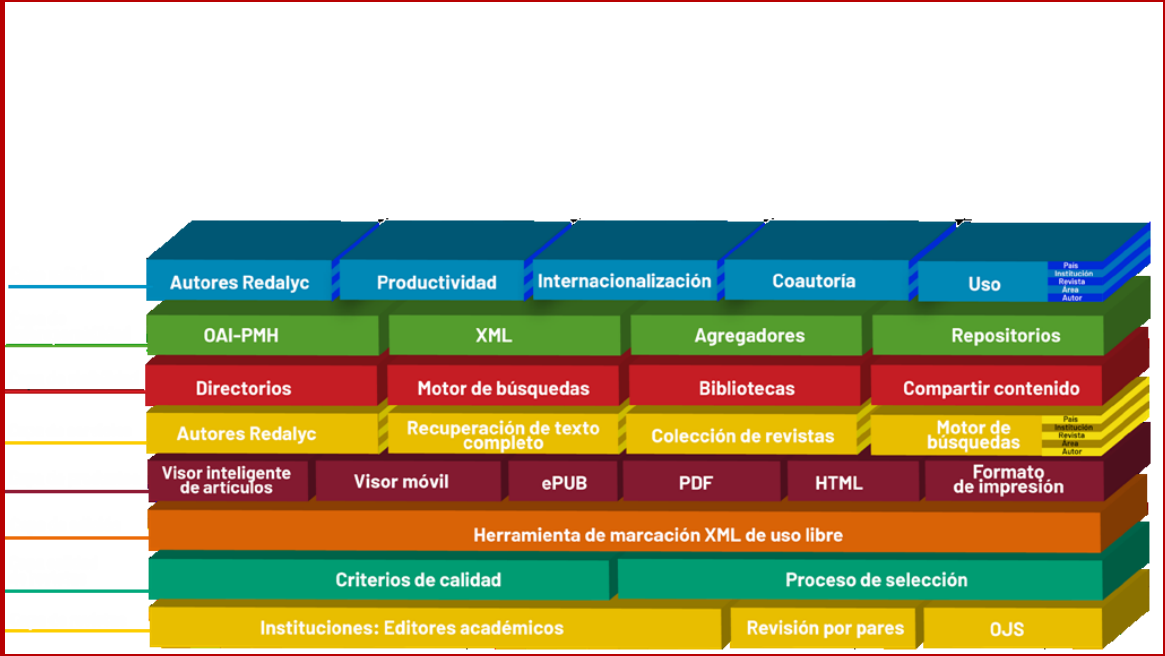 Autores Redalyc
Productividad
Internacionalización
Coautoría
Uso
País
Institución
Revista
Área
Autor
OAI-PMH
XML
Agregadores
Repositorios
Directorios
Motor de búsquedas
Bibliotecas
Compartir contenido
Autores Redalyc
Recuperación de texto
completo
Colección de revistas
Motor de
búsquedas
País
Institución
Revista
Área
Autor
Visor inteligente
de artículos
Visor móvil
ePUB
PDF
HTML
Formato
de impresión
Herramienta de marcación XML de uso libre
Criterios de calidad
Proceso de selección
Instituciones: Editores académicos
Revisión por pares
OJS